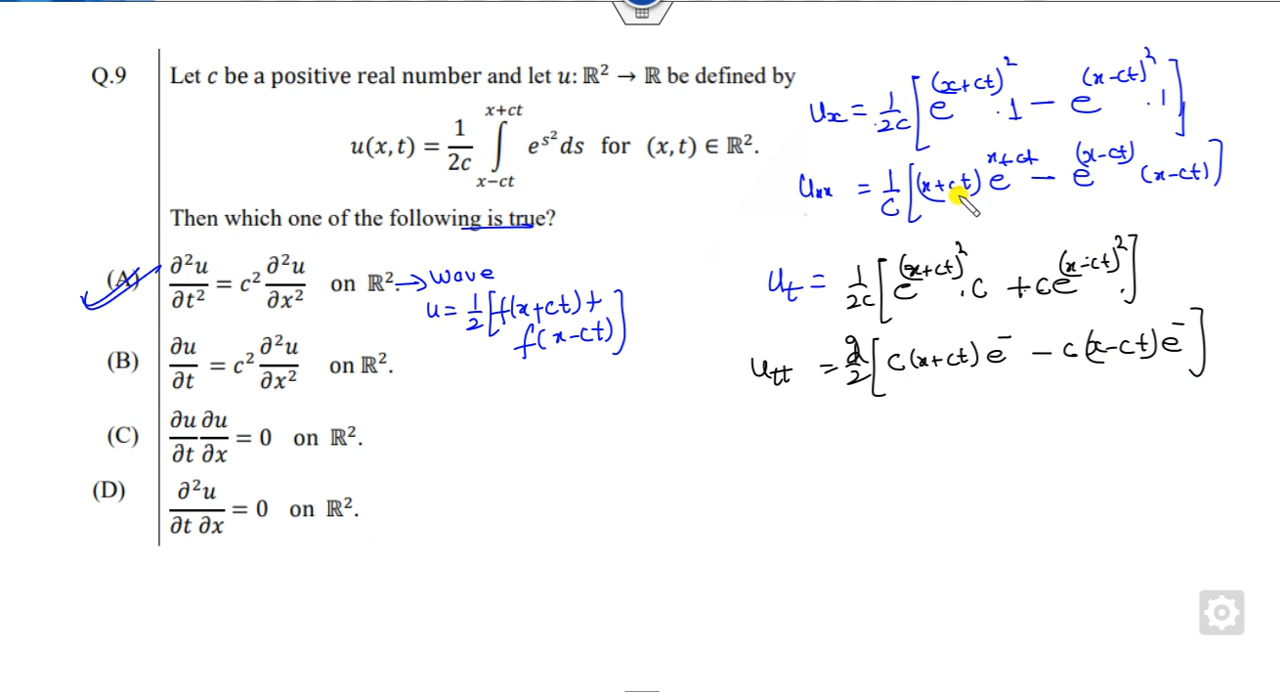 Q.9 Let c be a positive real number and let u: ℝ² → ℝ be defined by
u(x, t) = 1/2c ∫_{x−ct}^{x+ct} e^{s²} ds for (x, t) ∈ ℝ².
Then which one of the following is true?
(A) ∂²u/∂t² = c² ∂²u/∂x² on ℝ². → wave
u = 1/2 [f(x+ct) +
f(x−ct)]
(B) ∂u/∂t = c² ∂²u/∂x² on ℝ².
(C) ∂u/∂t ∂u/∂x = 0 on ℝ².
(D) ∂²u/∂t ∂x = 0 on ℝ².
u_x = 1/2c [e^{(x+ct)²} . 1 − e^{(x−ct)²} . 1]
u_xx = 1/c [(x+ct) e^{x+ct} − e^{(x−ct)} (x−ct)]
u_t = 1/2c [e^{(x+ct)²} . c + c e^{(x−ct)²} .]
u_tt = 2/2 [c(x+ct) e^{−} − c(x−ct) e^{−}]